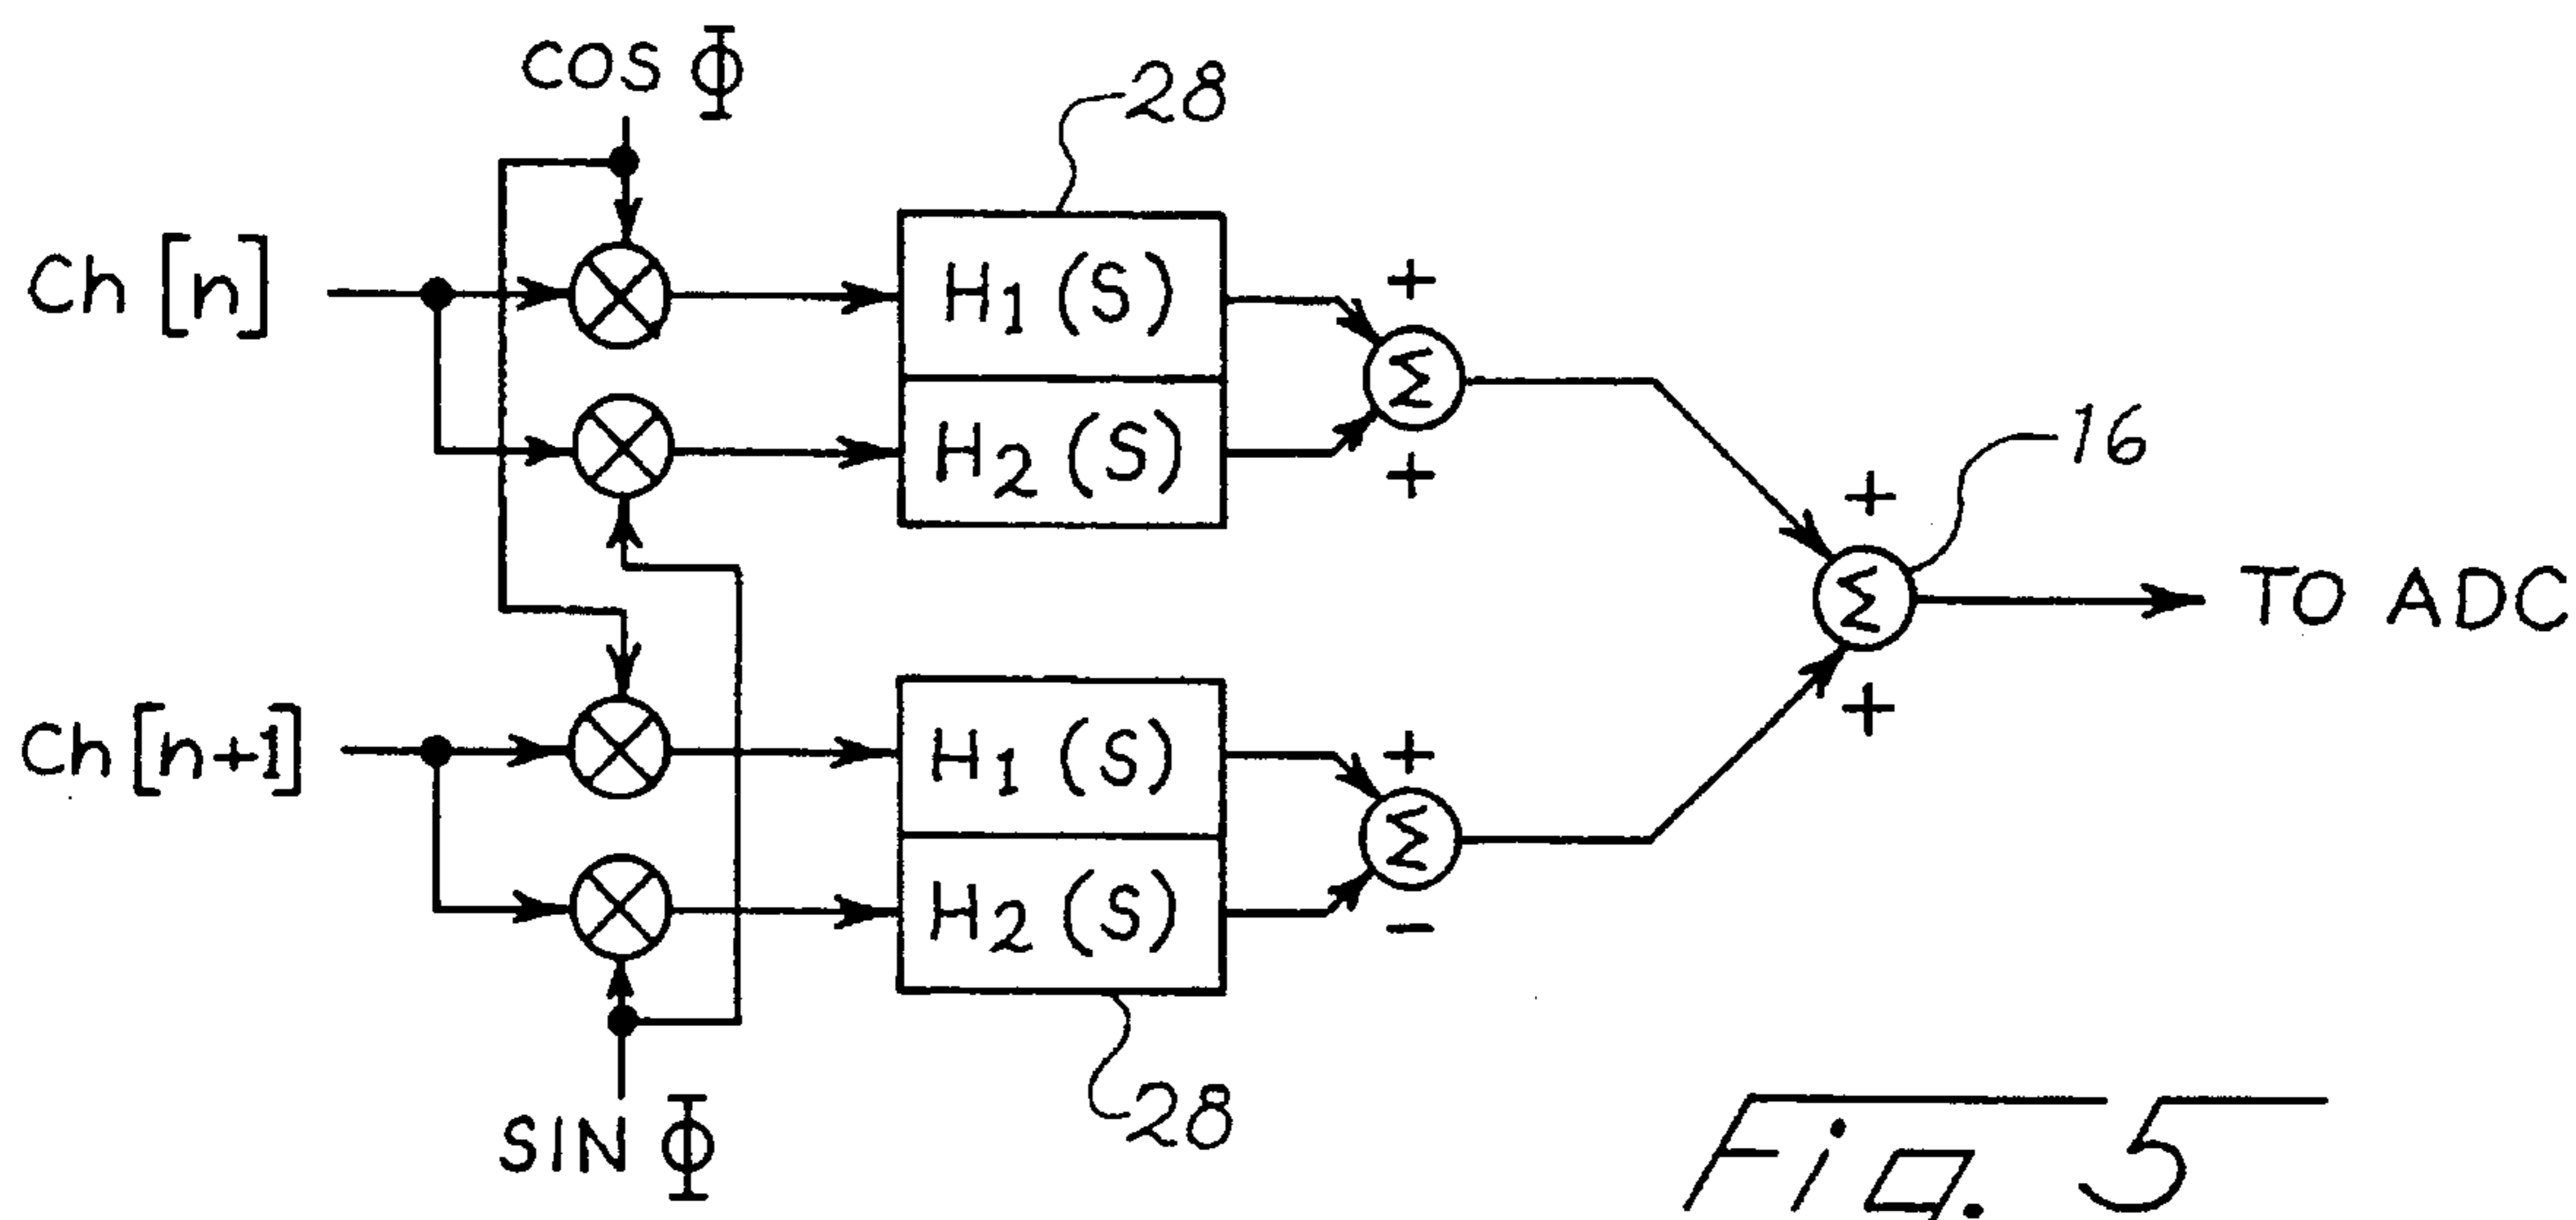 COS Φ
28
Ch [n]
H1 (S)
+
Σ
H2 (S)
+
16
+
Σ
TO ADC
+
Ch [n+1]
H1 (S)
+
Σ
H2 (S)
-
SIN Φ
28
Fig. 5